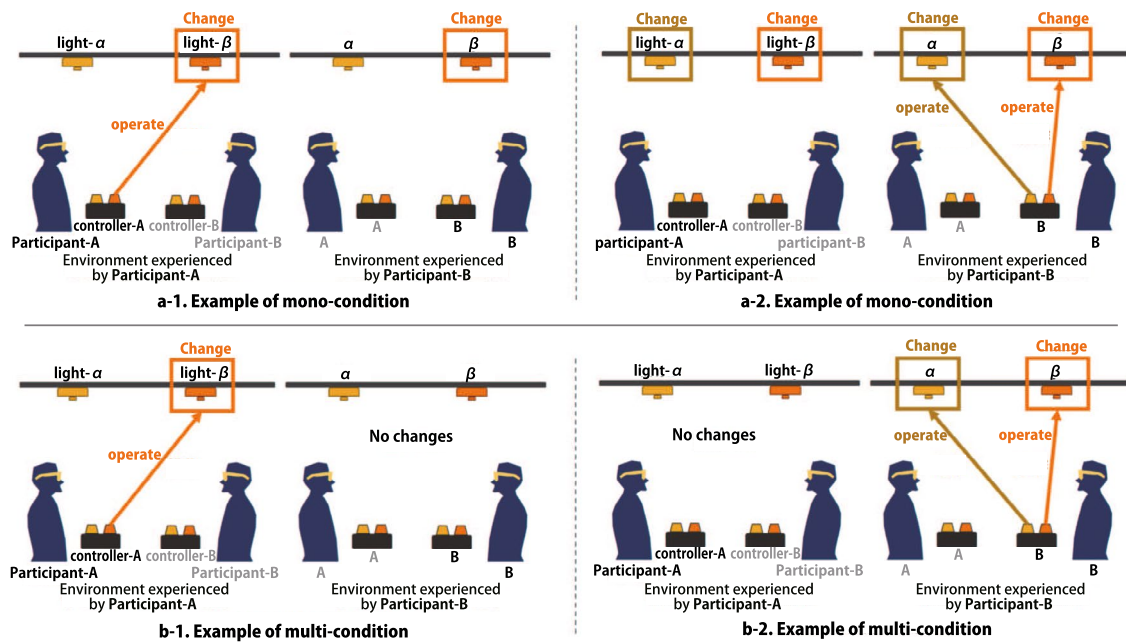 Change
light-α
light-β
α
β
operate
controller-A
controller-B
Participant-A
Participant-B
A
A
B
B
Environment experienced
by Participant-A
Environment experienced
by Participant-B
a-1. Example of mono-condition
Change
Change
Change
Change
Change
light-α
light-β
α
β
operate
operate
controller-A
controller-B
participant-A
participant-B
A
A
B
B
Environment experienced
by Participant-A
Environment experienced
by Participant-B
a-2. Example of mono-condition
Change
light-α
light-β
α
β
No changes
operate
controller-A
controller-B
Participant-A
Participant-B
A
A
B
B
Environment experienced
by Participant-A
Environment experienced
by Participant-B
b-1. Example of multi-condition
Change
Change
light-α
light-β
α
β
No changes
operate
operate
controller-A
controller-B
Participant-A
Participant-B
A
A
B
B
Environment experienced
by Participant-A
Environment experienced
by Participant-B
b-2. Example of multi-condition